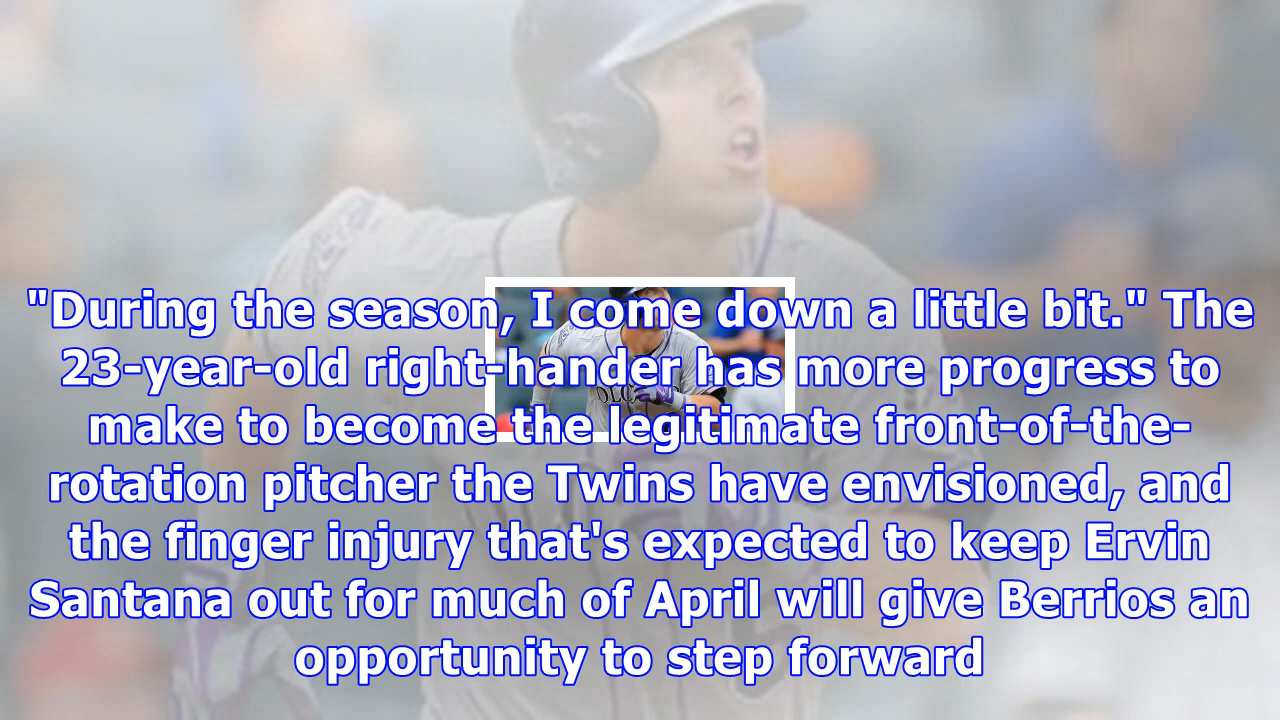 "During the season, I come down a little bit." The
23-year-old right-hander has more progress to
make to become the legitimate front-of-the-
rotation pitcher the Twins have envisioned, and
the finger injury that's expected to keep Ervin
Santana out for much of April will give Berrios an
opportunity to step forward